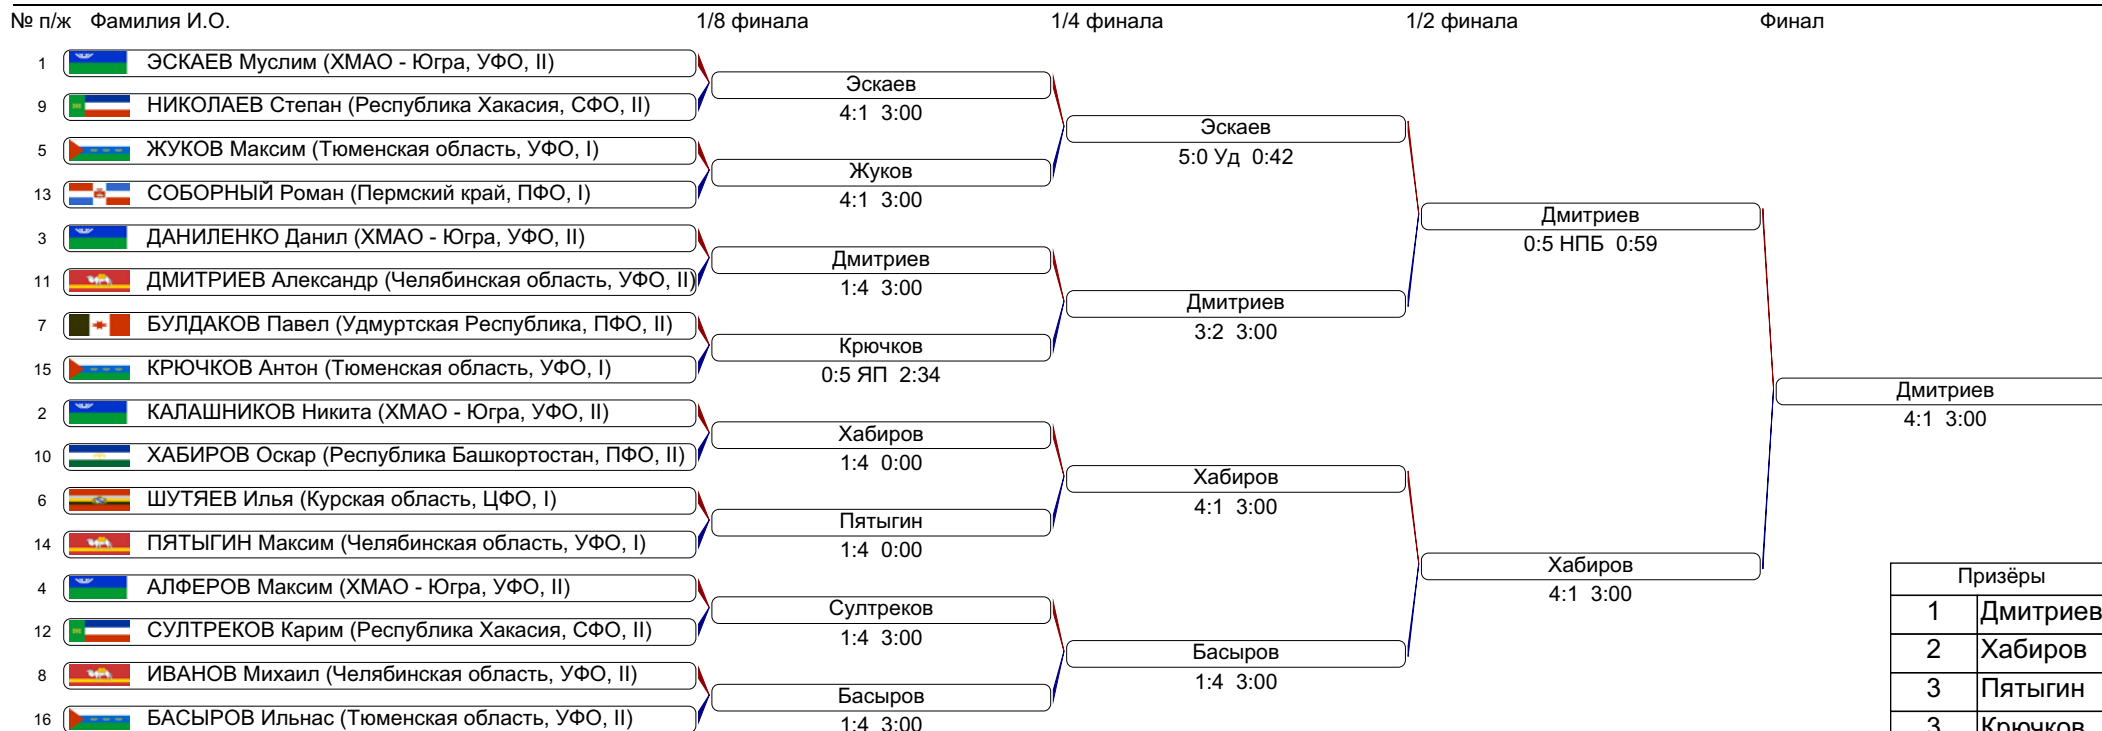 № п/ж Фамилия И.О. 1/8 финала 1/4 финала 1/2 финала Финал
1 ЭСКАЕВ Муслим (ХМАО - Югра, УФО, II)
Эскаев
4:1 3:00
9 НИКОЛАЕВ Степан (Республика Хакасия, СФО, II)
Эскаев
5:0 Уд 0:42
5 ЖУКОВ Максим (Тюменская область, УФО, I)
Жуков
4:1 3:00
13 СОБОРНЫЙ Роман (Пермский край, ПФО, I)
Дмитриев
0:5 НПБ 0:59
3 ДАНИЛЕНКО Данил (ХМАО - Югра, УФО, II)
Дмитриев
1:4 3:00
11 ДМИТРИЕВ Александр (Челябинская область, УФО, II)
Дмитриев
3:2 3:00
7 БУЛДАКОВ Павел (Удмуртская Республика, ПФО, II)
Крючков
0:5 ЯП 2:34
15 КРЮЧКОВ Антон (Тюменская область, УФО, I)
Дмитриев
4:1 3:00
2 КАЛАШНИКОВ Никита (ХМАО - Югра, УФО, II)
Хабиров
1:4 0:00
10 ХАБИРОВ Оскар (Республика Башкортостан, ПФО, II)
Хабиров
4:1 3:00
6 ШУТЯЕВ Илья (Курская область, ЦФО, I)
Пятыгин
1:4 0:00
14 ПЯТЫГИН Максим (Челябинская область, УФО, I)
Хабиров
4:1 3:00
4 АЛФЕРОВ Максим (ХМАО - Югра, УФО, II)
Султреков
1:4 3:00
12 СУЛТРЕКОВ Карим (Республика Хакасия, СФО, II)
Басыров
1:4 3:00
8 ИВАНОВ Михаил (Челябинская область, УФО, II)
Басыров
1:4 3:00
16 БАСЫРОВ Ильнас (Тюменская область, УФО, II)
Призёры
1 Дмитриев
2 Хабиров
3 Пятыгин
3 Крючков